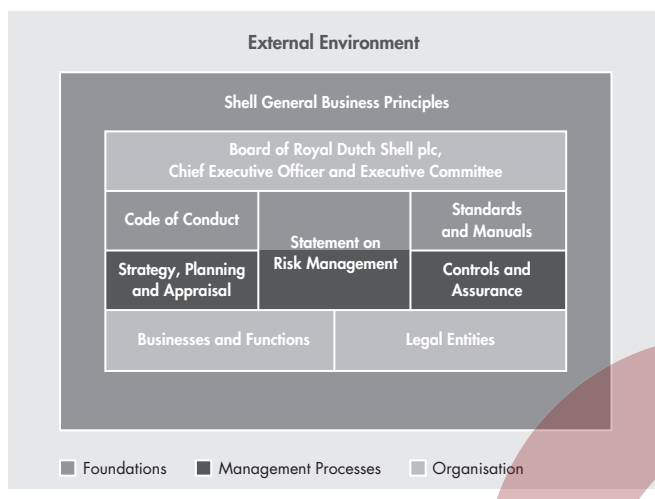 External Environment
Shell General Business Principles
Board of Royal Dutch Shell plc,
Chief Executive Officer and Executive Committee
Code of Conduct
Statement on
Risk Management
Standards
and Manuals
Strategy, Planning
and Appraisal
Controls and
Assurance
Businesses and Functions
Legal Entities
Foundations
Management Processes
Organisation